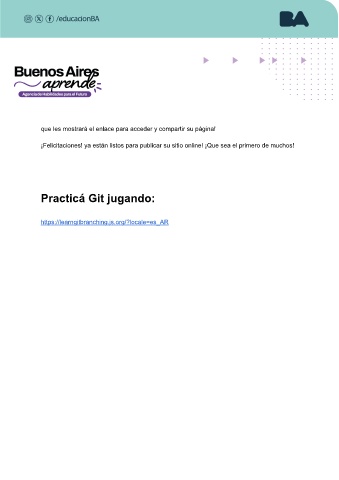 /educacionBA
BA
Buenos Aires
aprende
Agencia de Habilidades para el Futuro
que les mostrará el enlace para acceder y compartir su página!
¡Felicitaciones! ya están listos para publicar su sitio online! ¡Que sea el primero de muchos!
Practicá Git jugando:
https://learngitbranching.js.org/?locale=es_AR